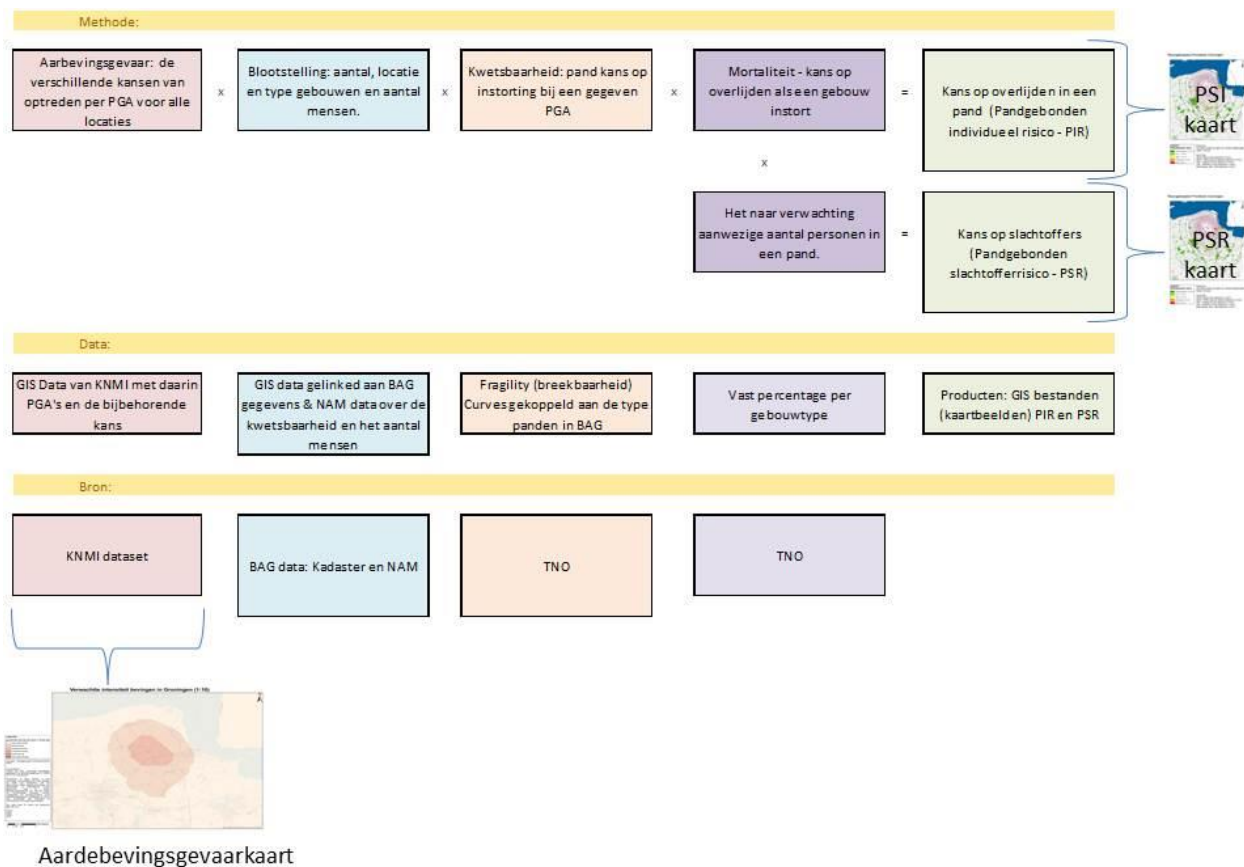 Methode:
Aarbevingsgevaar: de
verschillende kansen van
optreden per PGA voor alle
locaties
x
Blootstelling: aantal, locatie
en type gebouwen en aantal
mensen.
x
Kwetsbaarheid: pand kans op
instorting bij een gegeven
PGA
x
Mortaliteit - kans op
overlijden als een gebouw
instort
=
Kans op overlijden in een
pand (Pandgebonden
individueel risico - PIR)
PSI
kaart
x
Het naar verwachting
aanwezige aantal personen in
een pand.
=
Kans op slachtoffers
(Pandgebonden
slachtofferrisico - PSR)
PSR
kaart
Data:
GIS Data van KNMI met daarin
PGA's en de bijbehorende
kans
GIS data gelinked aan BAG
gegevens & NAM data over de
kwetsbaarheid en het aantal
mensen
Fragility (breekbaarheid)
Curves gekoppeld aan de type
panden in BAG
Vast percentage per
gebouwtype
Producten: GIS bestanden
(kaartbeelden) PIR en PSR
Bron:
KNMI dataset
BAG data: Kadaster en NAM
TNO
TNO
Aardebevingsgevaarkaart